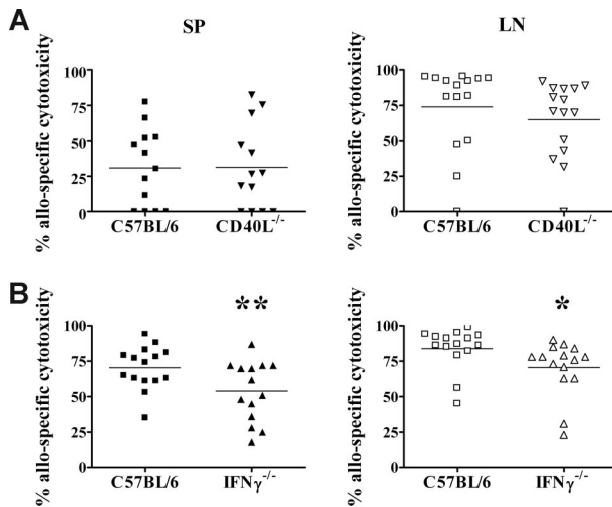 A
SP
LN
% allo-specific cytotoxicity
100
75
50
25
0
C57BL/6 CD40L-/-
% allo-specific cytotoxicity
100
75
50
25
0
C57BL/6 CD40L-/-
B
% allo-specific cytotoxicity
100
75
50
25
0
**
C57BL/6 IFNγ-/-
% allo-specific cytotoxicity
100
75
50
25
0
*
C57BL/6 IFNγ-/-